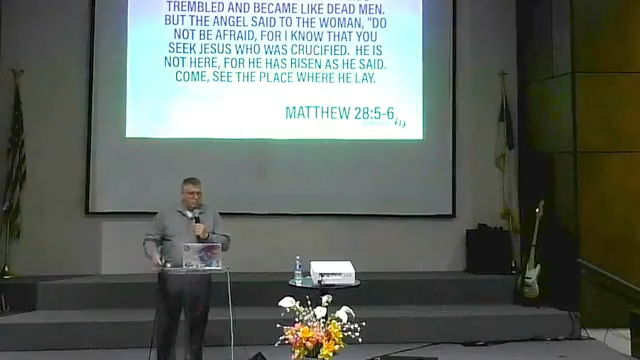 TREMBLED AND BECAME LIKE DEAD MEN.
BUT THE ANGEL SAID TO THE WOMAN, "DO
NOT BE AFRAID, FOR I KNOW THAT YOU
SEEK JESUS WHO WAS CRUCIFIED. HE IS
NOT HERE, FOR HE HAS RISEN AS HE SAID.
COME, SEE THE PLACE WHERE HE LAY.
MATTHEW 28:5-6